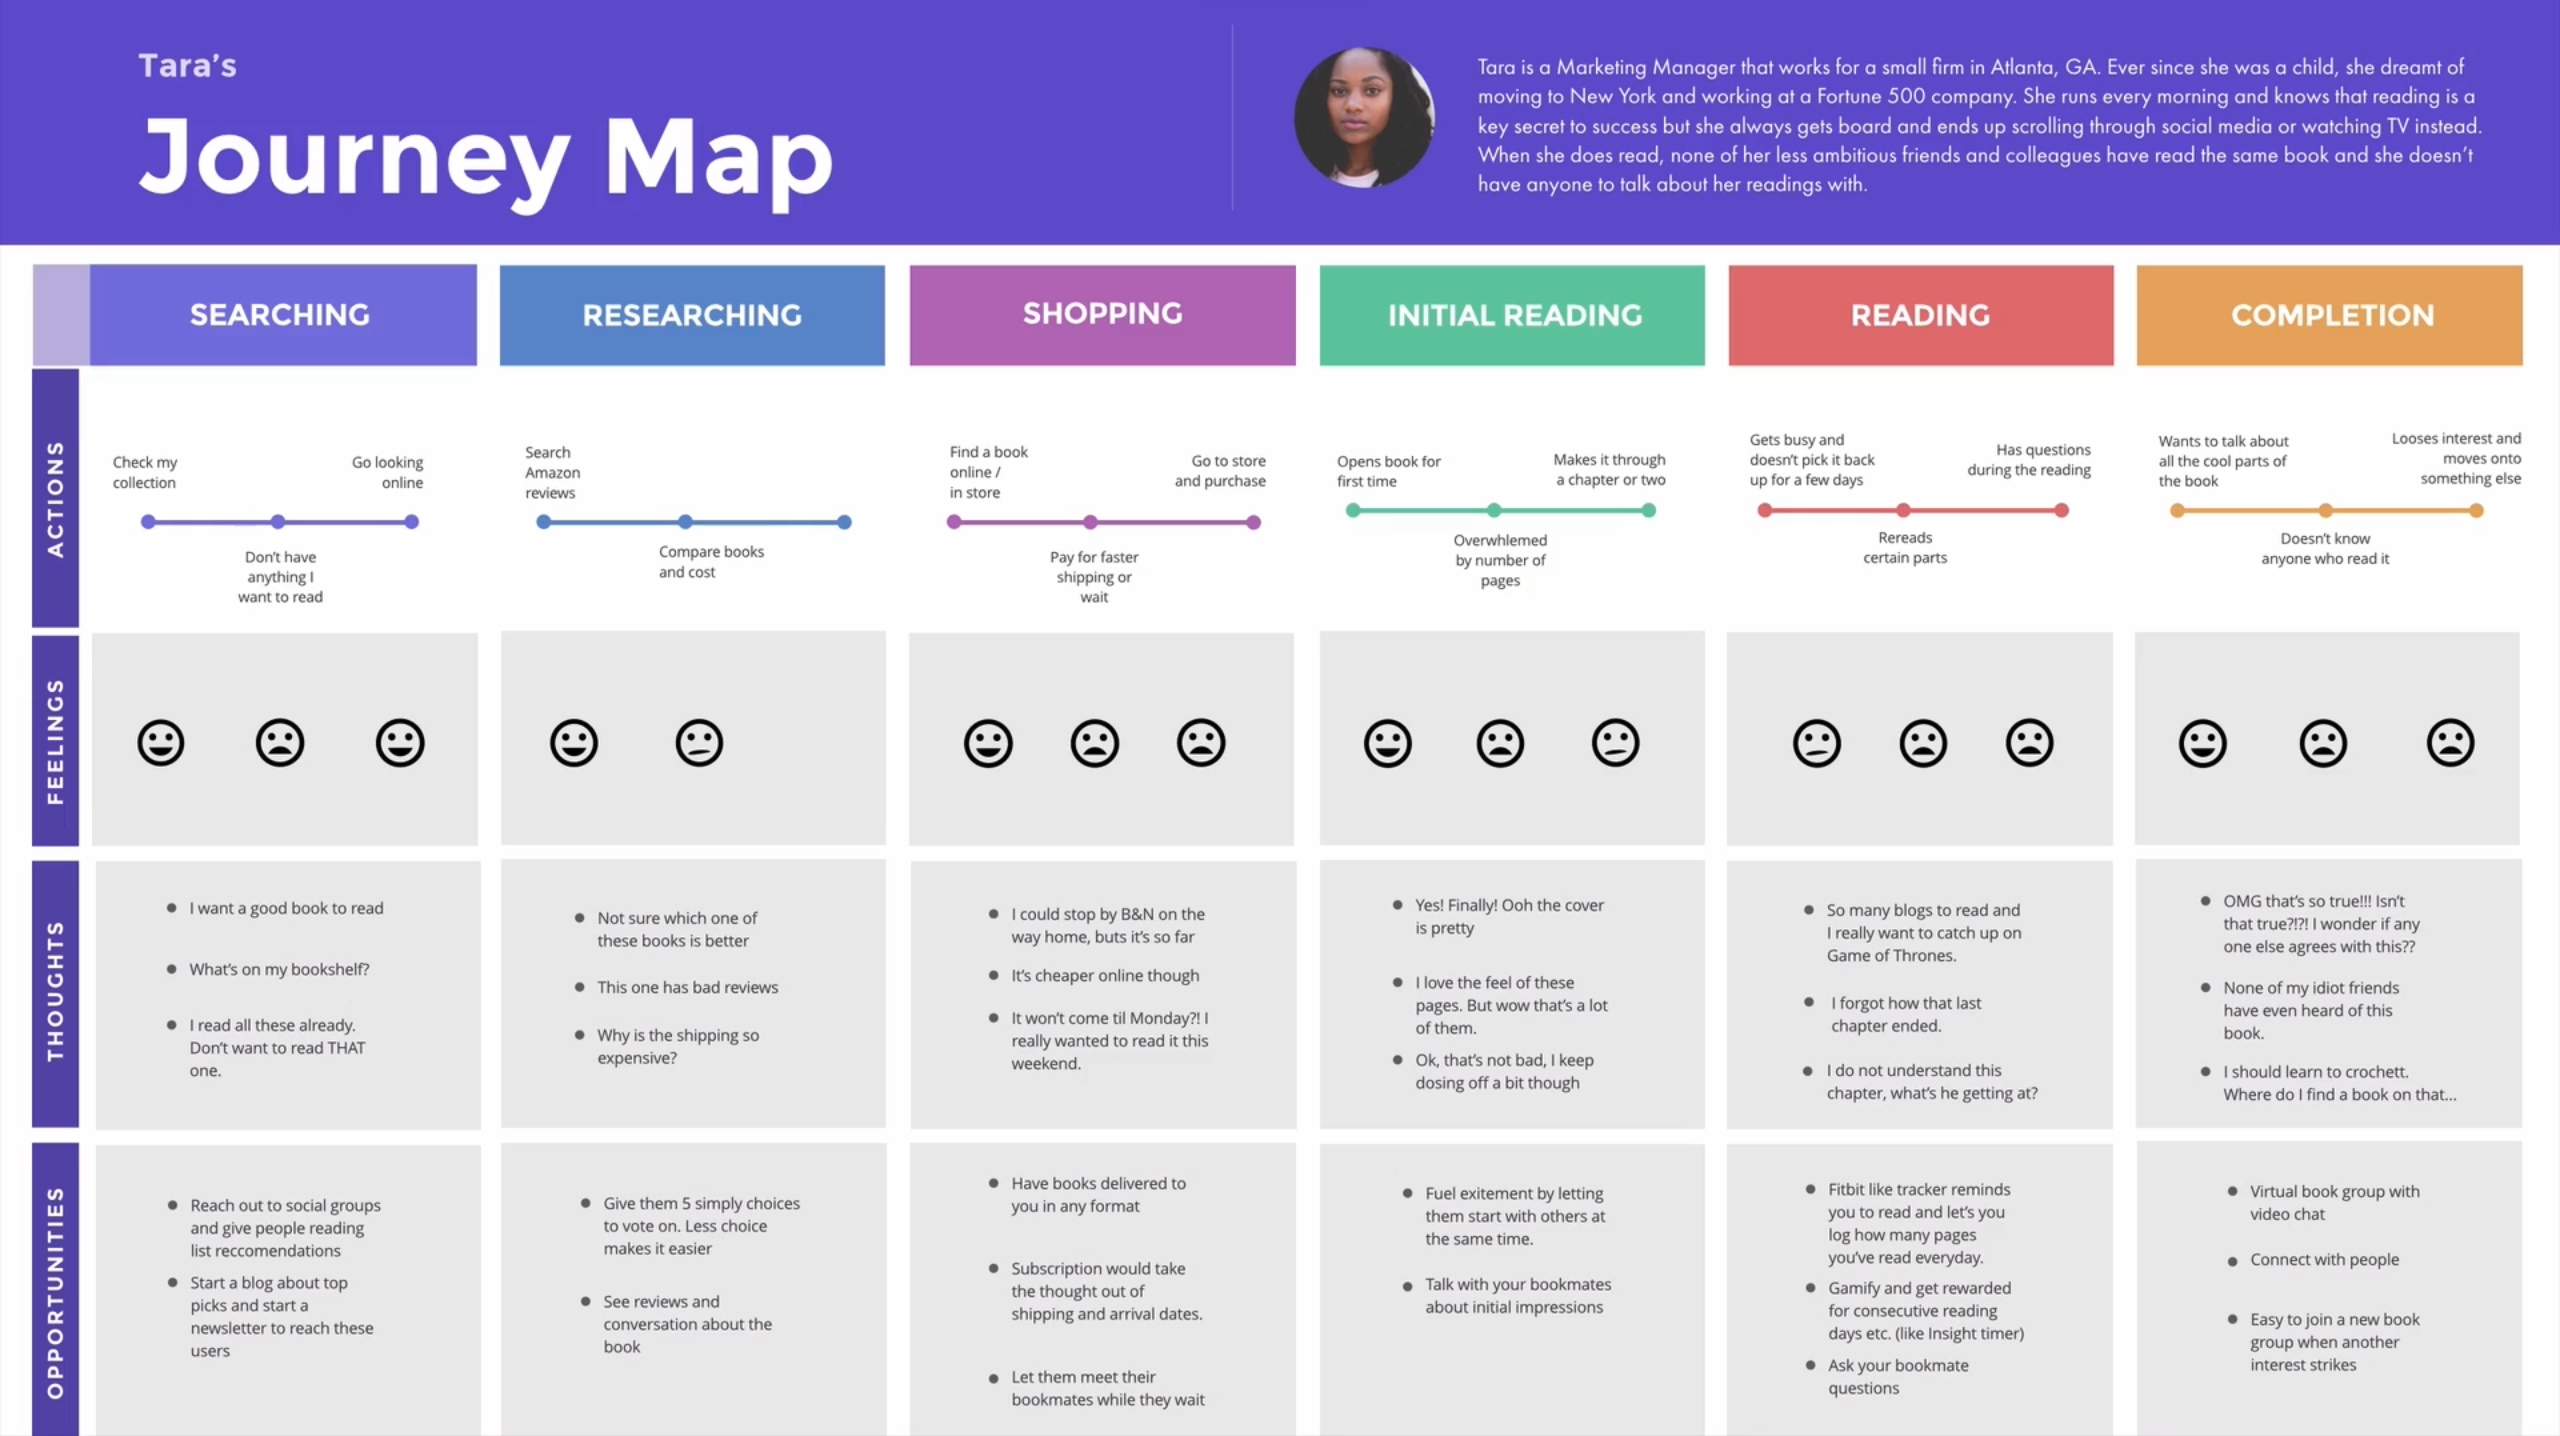 Tara's
Journey Map
Tara is a Marketing Manager that works for a small firm in Atlanta, GA. Ever since she was a child, she dreamt of
moving to New York and working at a Fortune 500 company. She runs every morning and knows that reading is a
key secret to success but she always gets board and ends up scrolling through social media or watching TV instead.
When she does read, none of her less ambitious friends and colleagues have read the same book and she doesn't
have anyone to talk about her readings with.
SEARCHING
RESEARCHING
SHOPPING
INITIAL READING
READING
COMPLETION
ACTIONS
Check my
collection
Don't have
anything I
want to read
Go looking
online
Search
Amazon
reviews
Compare books
and cost
Find a book
online /
in store
Pay for faster
shipping or
wait
Go to store
and purchase
Opens book for
first time
Overwhlemed
by number of
pages
Makes it through
a chapter or two
Gets busy and
doesn't pick it back
up for a few days
Rereads
certain parts
Has questions
during the reading
Wants to talk about
all the cool parts of
the book
Doesn't know
anyone who read it
Looses interest and
moves onto
something else
FEELINGS
THOUGHTS
I want a good book to read
What's on my bookshelf?
I read all these already.
Don't want to read THAT
one.
Not sure which one of
these books is better
This one has bad reviews
Why is the shipping so
expensive?
I could stop by B&N on the
way home, buts it's so far
It's cheaper online though
It won't come til Monday?! I
really wanted to read it this
weekend.
Yes! Finally! Ooh the cover
is pretty
I love the feel of these
pages. But wow that's a lot
of them.
Ok, that's not bad, I keep
dosing off a bit though
So many blogs to read and
I really want to catch up on
Game of Thrones.
I forgot how that last
chapter ended.
I do not understand this
chapter, what's he getting at?
OMG that's so true!!! Isn't
that true?!?! I wonder if any
one else agrees with this??
None of my idiot friends
have even heard of this
book.
I should learn to crochett.
Where do I find a book on that...
OPPORTUNITIES
Reach out to social groups
and give people reading
list reccomendations
Start a blog about top
picks and start a
newsletter to reach these
users
Give them 5 simply choices
to vote on. Less choice
makes it easier
See reviews and
conversation about the
book
Have books delivered to
you in any format
Subscription would take
the thought out of
shipping and arrival dates.
Let them meet their
bookmates while they wait
Fuel exitement by letting
them start with others at
the same time.
Talk with your bookmates
about initial impressions
Fitbit like tracker reminds
you to read and let's you
log how many pages
you've read everyday.
Gamify and get rewarded
for consecutive reading
days etc. (like Insight timer)
Ask your bookmate
questions
Virtual book group with
video chat
Connect with people
Easy to join a new book
group when another
interest strikes